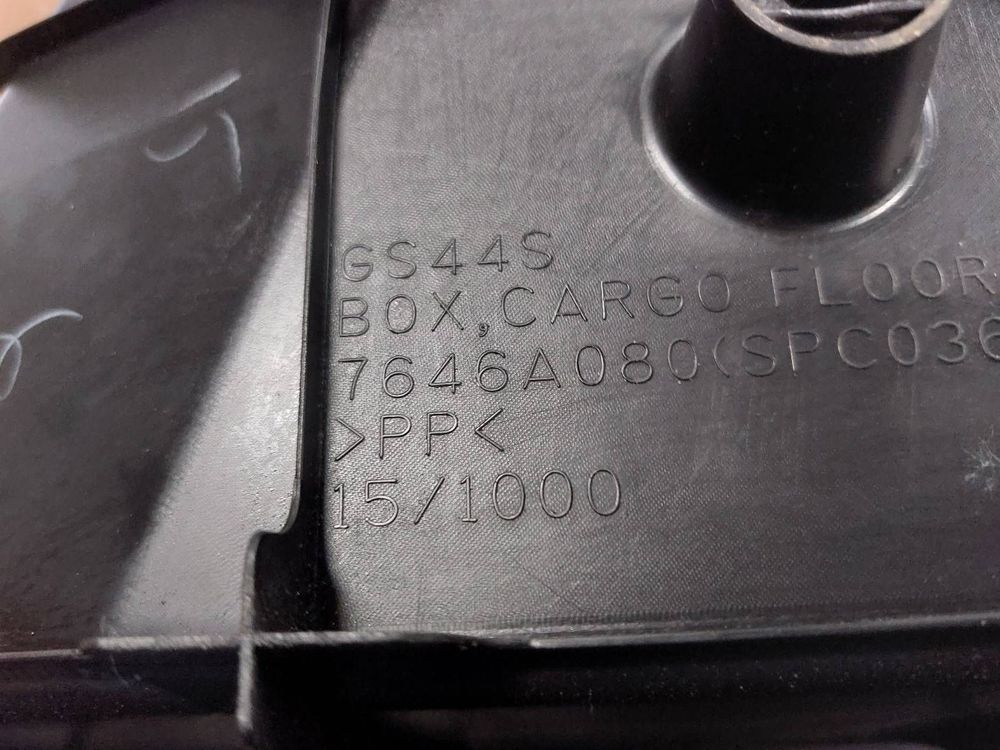 GS44S
BOX, CARGO FLOOR
7646A080(SPC036
>PP<
15/1000